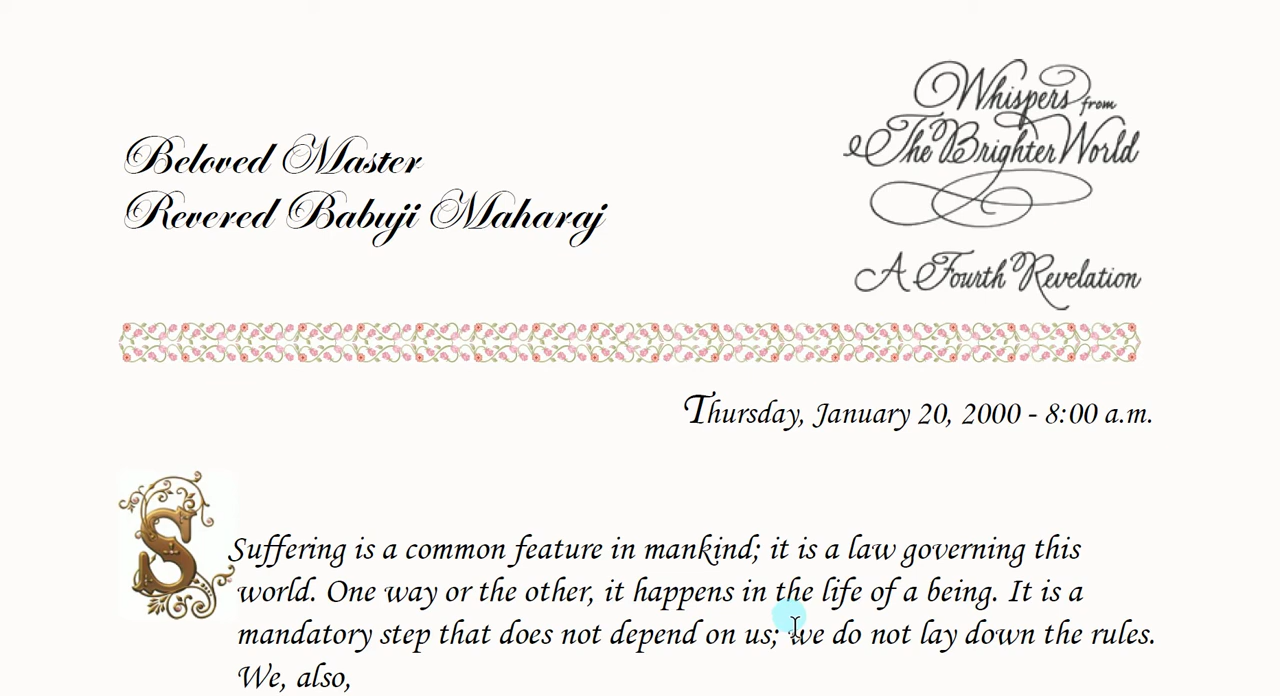 Whispers from
The Brighter World
Beloved Master
Revered Babuji Maharaj
A Fourth Revelation
Thursday, January 20, 2000 - 8:00 a.m.
S
Suffering is a common feature in mankind; it is a law governing this
world. One way or the other, it happens in the life of a being. It is a
mandatory step that does not depend on us; we do not lay down the rules.
We, also,